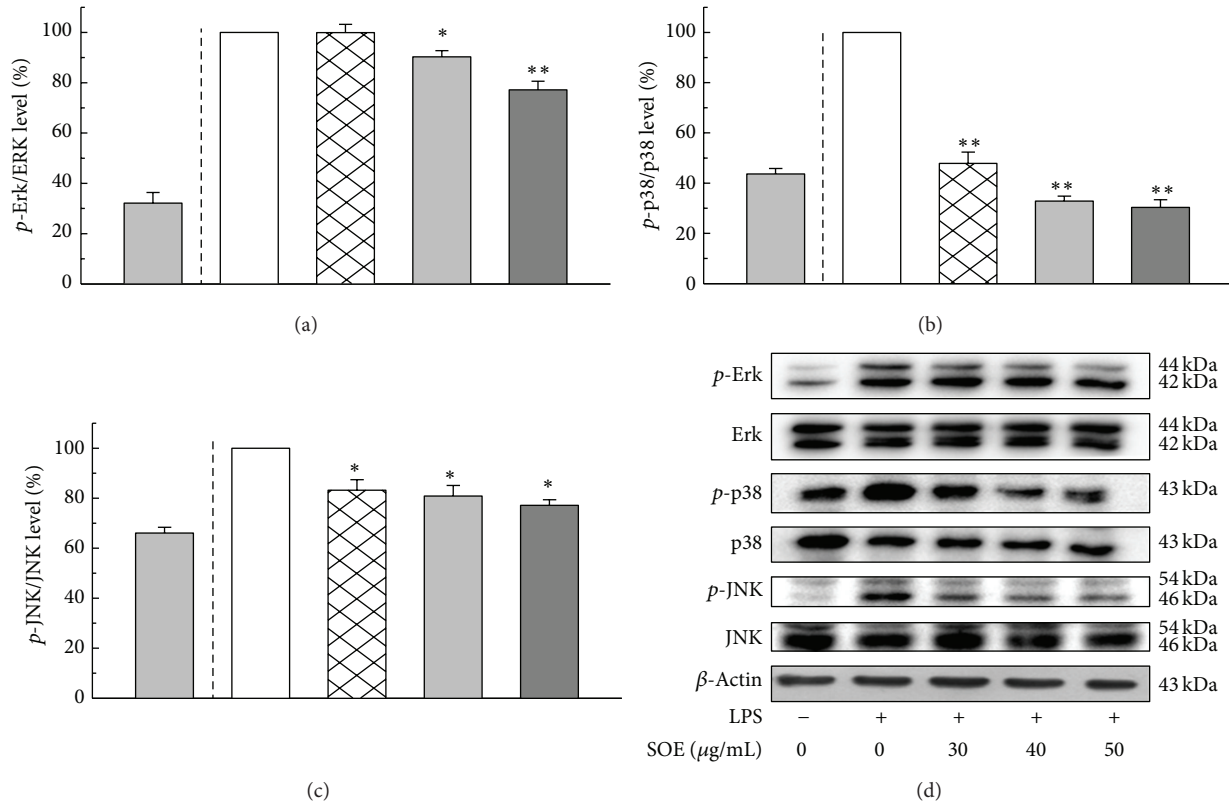 100
80
60
40
20
0
p-Erk/ERK level (%)
*
**
(a)
100
80
60
40
20
0
p-p38/p38 level (%)
**
**
**
(b)
100
80
60
40
20
0
p-JNK/JNK level (%)
*
*
*
(c)
p-Erk 44 kDa
42 kDa
Erk 44 kDa
42 kDa
p-p38 43 kDa
p38 43 kDa
p-JNK 54 kDa
46 kDa
JNK 54 kDa
46 kDa
β-Actin 43 kDa
LPS − + + + +
SOE (μg/mL) 0 0 30 40 50
(d)